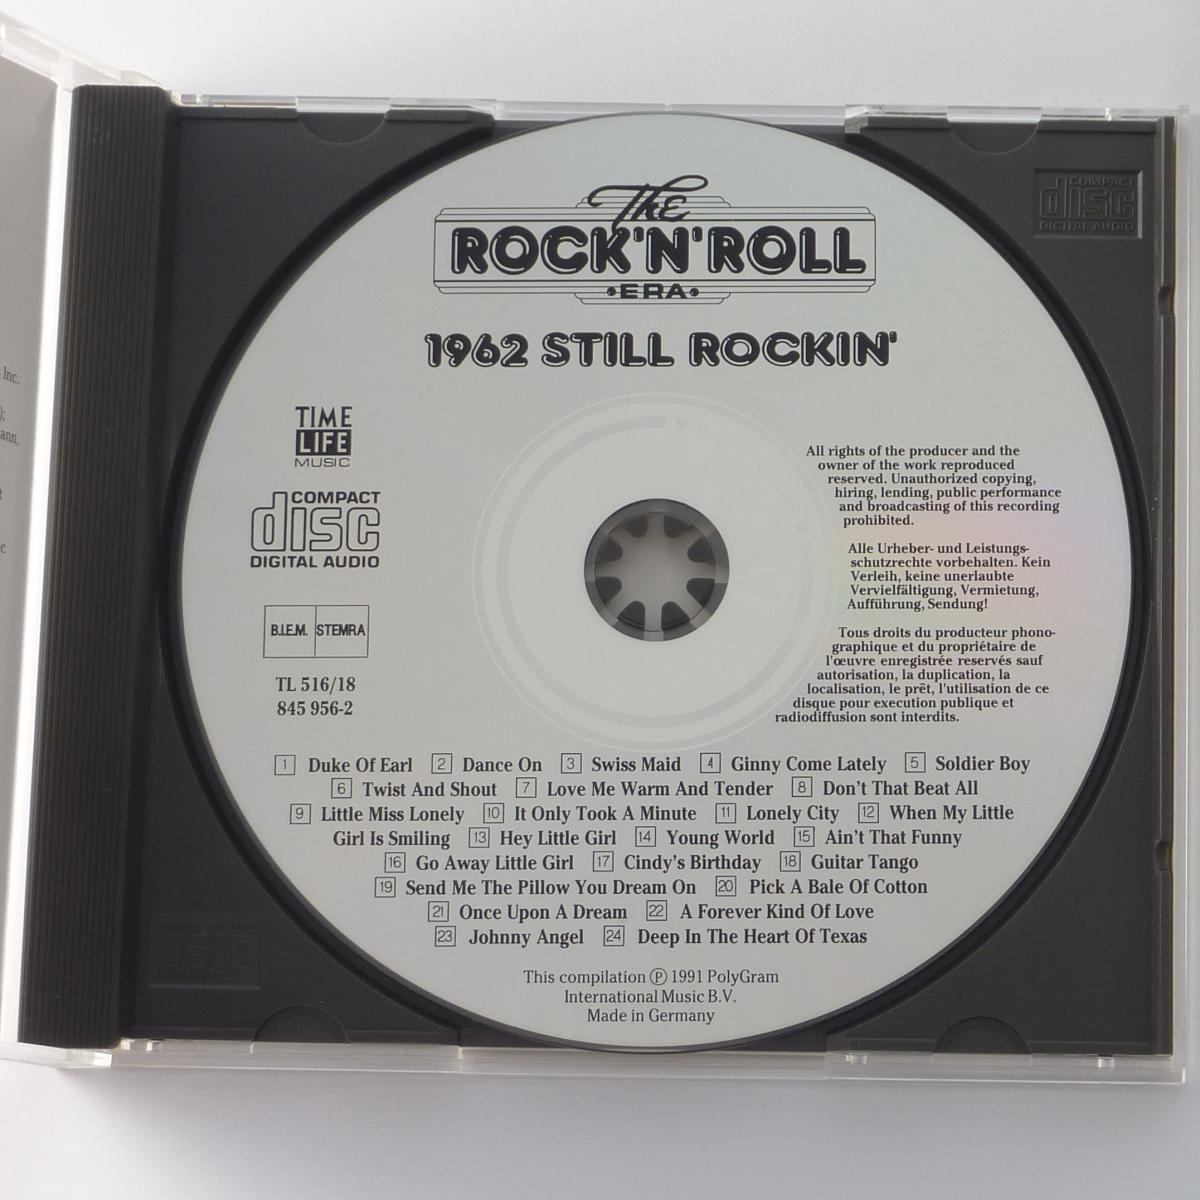 The
ROCK'N'ROLL
•ERA•
1962 STILL ROCKIN'
TIME
LIFE
MUSIC
COMPACT
disc
DIGITAL AUDIO
B.I.E.M. STEMRA
TL 516/18
845 956-2
All rights of the producer and the
owner of the work reproduced
reserved. Unauthorized copying,
hiring, lending, public performance
and broadcasting of this recording
prohibited.
Alle Urheber- und Leistungs-
schutzrechte vorbehalten. Kein
Verleih, keine unerlaubte
Vervielfältigung, Vermietung,
Aufführung, Sendung!
Tous droits du producteur phono-
graphique et du propriétaire de
l'œuvre enregistrée reservés sauf
autorisation, la duplication, la
localisation, le prêt, l'utilisation de ce
disque pour execution publique et
radiodiffusion sont interdits.
1 Duke Of Earl 2 Dance On 3 Swiss Maid 4 Ginny Come Lately 5 Soldier Boy
6 Twist And Shout 7 Love Me Warm And Tender 8 Don't That Beat All
9 Little Miss Lonely 10 It Only Took A Minute 11 Lonely City 12 When My Little
Girl Is Smiling 13 Hey Little Girl 14 Young World 15 Ain't That Funny
16 Go Away Little Girl 17 Cindy's Birthday 18 Guitar Tango
19 Send Me The Pillow You Dream On 20 Pick A Bale Of Cotton
21 Once Upon A Dream 22 A Forever Kind Of Love
23 Johnny Angel 24 Deep In The Heart Of Texas
This compilation Ⓟ 1991 PolyGram
International Music B.V.
Made in Germany
COMPACT
disc
DIGITAL AUDIO
Inc.
);
ann,